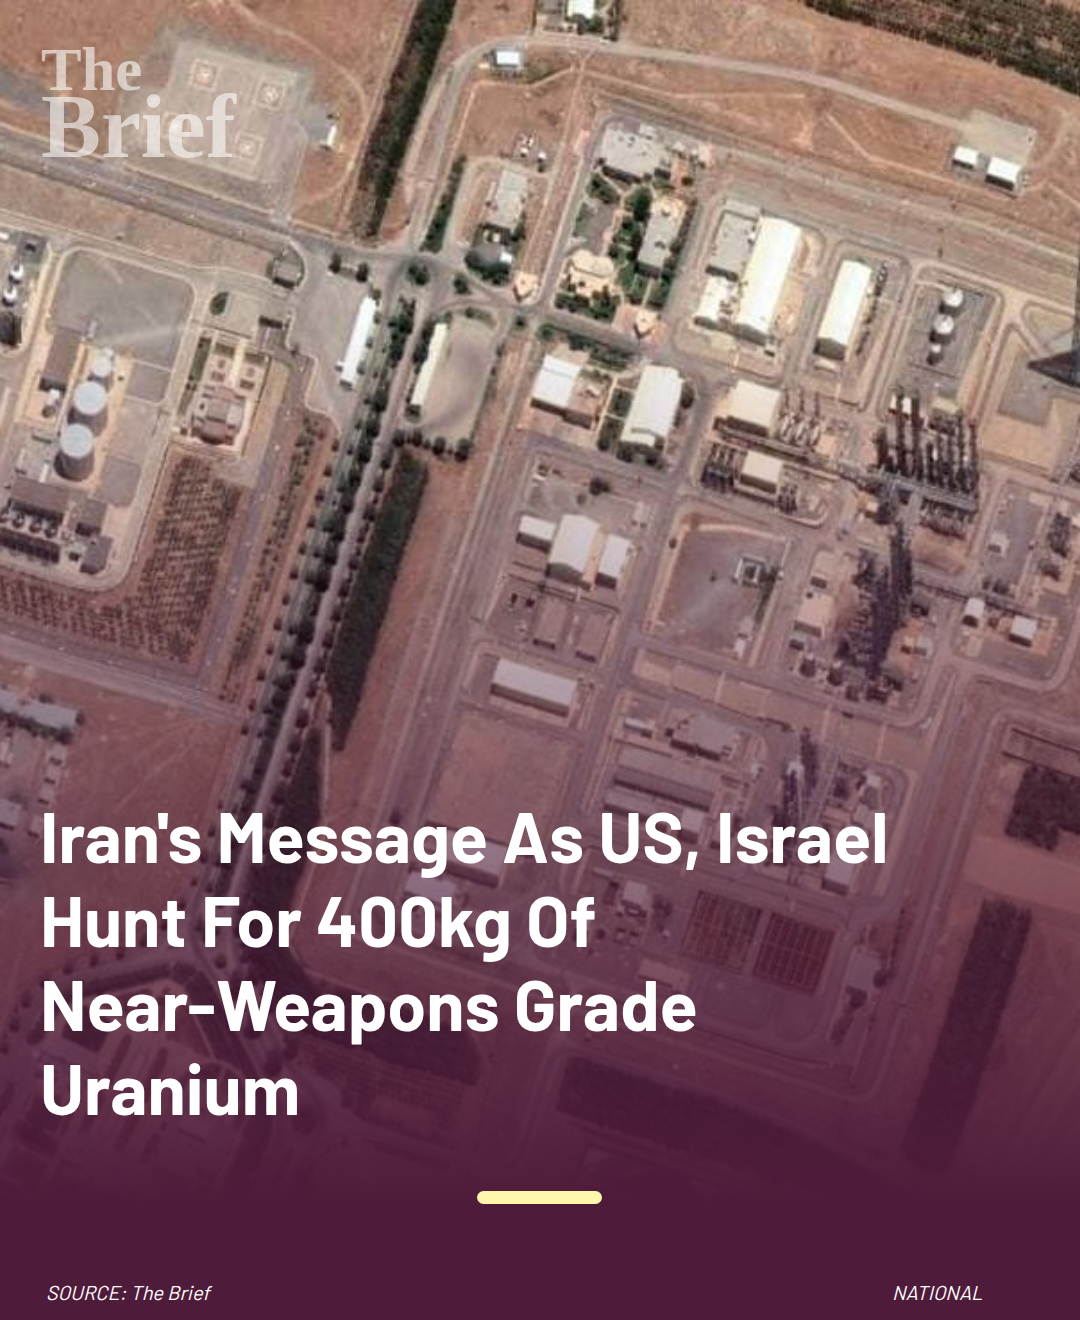 The
Brief
Iran's Message As US, Israel
Hunt For 400kg Of
Near-Weapons Grade
Uranium
SOURCE: The Brief
NATIONAL